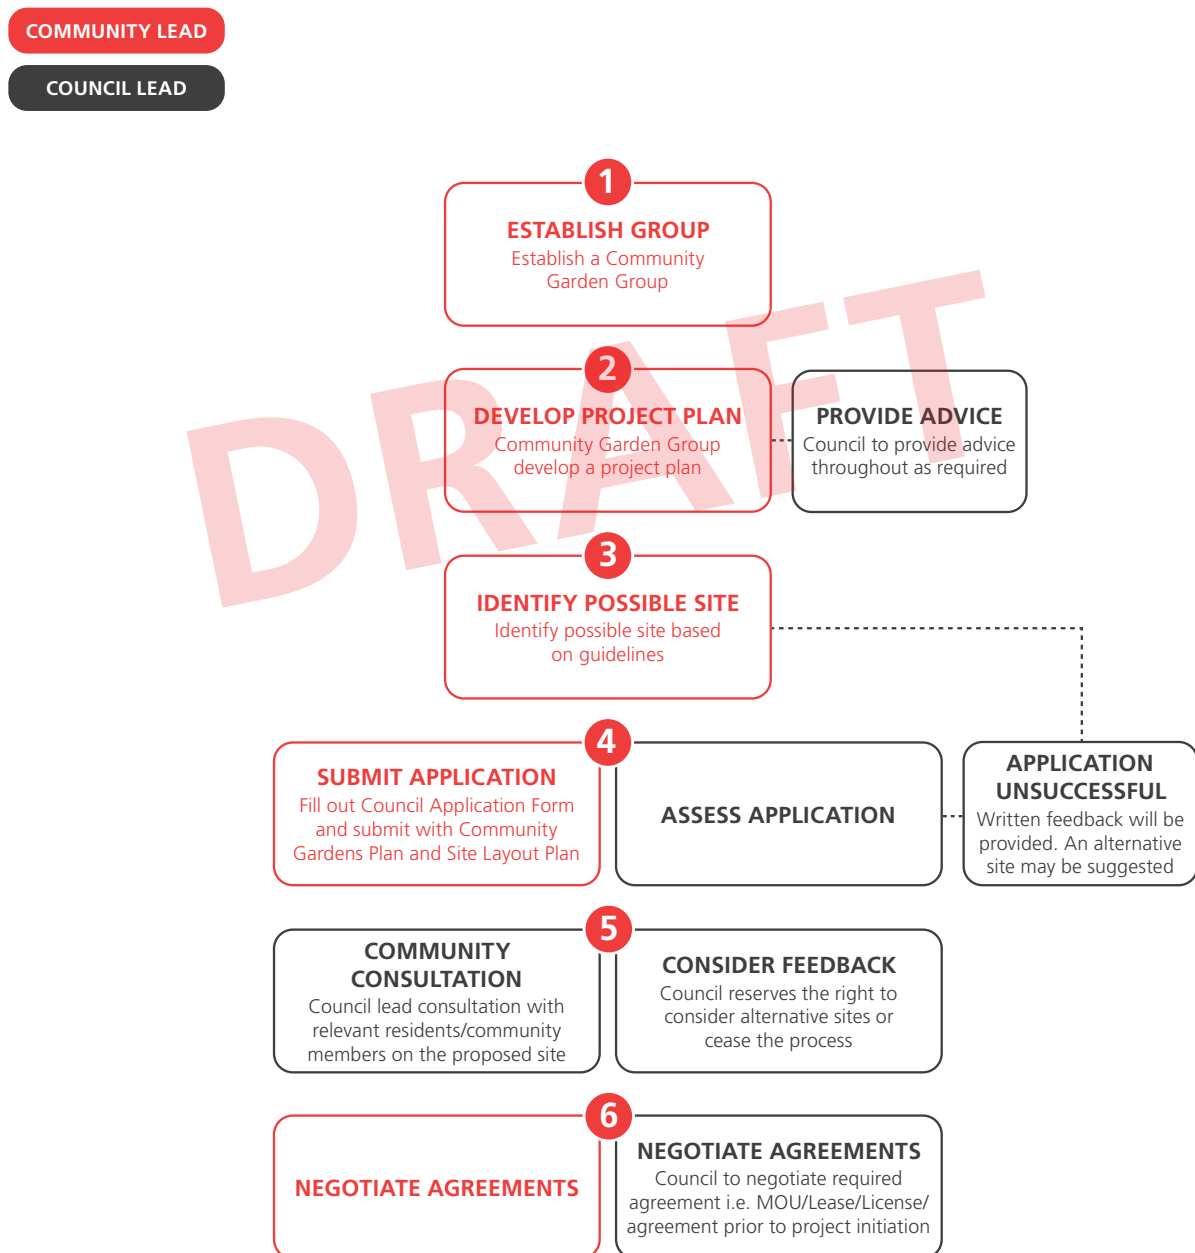 COMMUNITY LEAD
COUNCIL LEAD
DRAFT
1
ESTABLISH GROUP
Establish a Community
Garden Group
2
DEVELOP PROJECT PLAN
Community Garden Group
develop a project plan
PROVIDE ADVICE
Council to provide advice
throughout as required
3
IDENTIFY POSSIBLE SITE
Identify possible site based
on guidelines
4
SUBMIT APPLICATION
Fill out Council Application Form
and submit with Community
Gardens Plan and Site Layout Plan
ASSESS APPLICATION
APPLICATION
UNSUCCESSFUL
Written feedback will be
provided. An alternative
site may be suggested
5
COMMUNITY
CONSULTATION
Council lead consultation with
relevant residents/community
members on the proposed site
CONSIDER FEEDBACK
Council reserves the right to
consider alternative sites or
cease the process
6
NEGOTIATE AGREEMENTS
NEGOTIATE AGREEMENTS
Council to negotiate required
agreement i.e. MOU/Lease/License/
agreement prior to project initiation